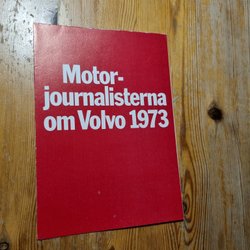 Motor-
journalisterna
om Volvo 1973